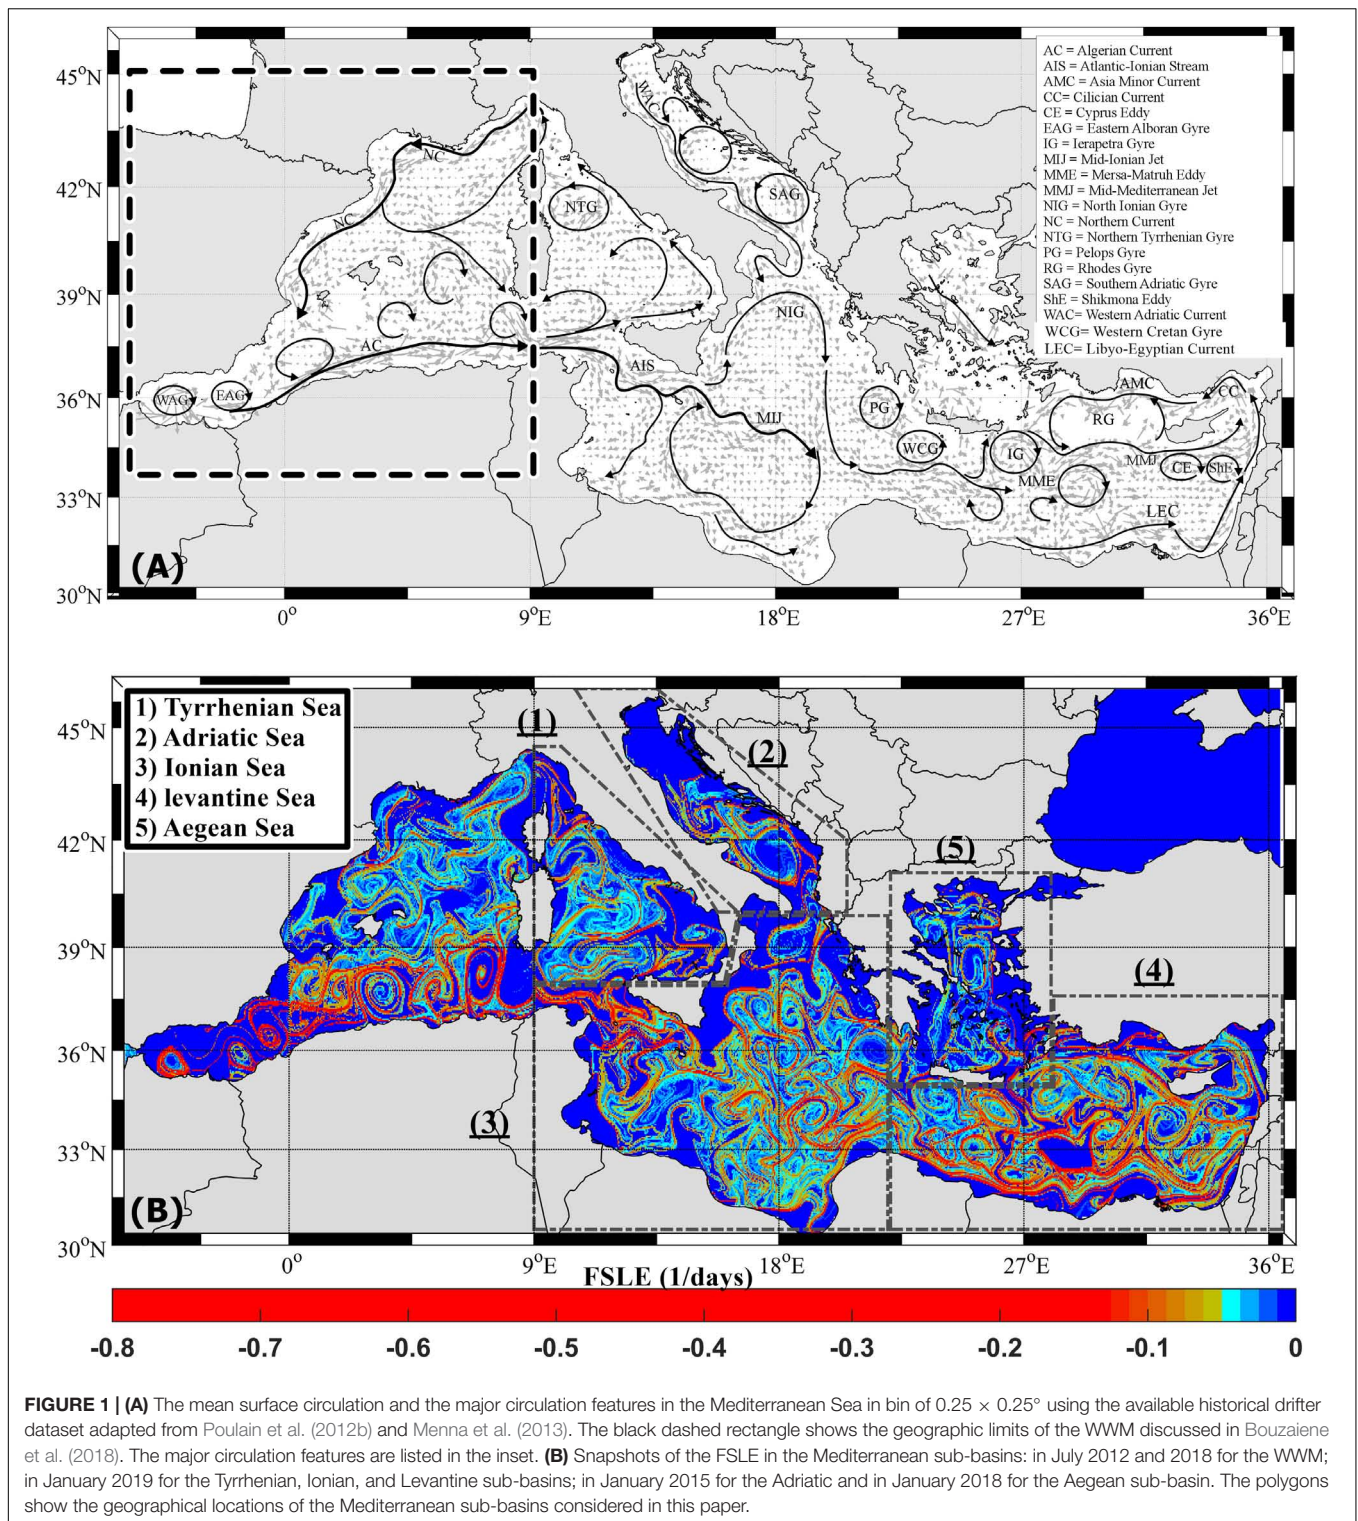 45°N
42°N
39°N
36°N
33°N
30°N
0°
9°E
18°E
27°E
36°E
(A)
NC
NC
AC
WAG
EAG
WAC
SAG
NTG
NIG
AIS
MIJ
PG
WCG
IG
MME
AMC
CC
RG
MMJ
CE
ShE
LEC
AC = Algerian Current
AIS = Atlantic-Ionian Stream
AMC = Asia Minor Current
CC= Cilician Current
CE = Cyprus Eddy
EAG = Eastern Alboran Gyre
IG = Ierapetra Gyre
MIJ = Mid-Ionian Jet
MME = Mersa-Matruh Eddy
MMJ = Mid-Mediterranean Jet
NIG = North Ionian Gyre
NC = Northern Current
NTG = Northern Tyrrhenian Gyre
PG = Pelops Gyre
RG = Rhodes Gyre
SAG = Southern Adriatic Gyre
ShE = Shikmona Eddy
WAC = Western Adriatic Current
WCG= Western Cretan Gyre
LEC= Libyo-Egyptian Current
1) Tyrrhenian Sea
2) Adriatic Sea
3) Ionian Sea
4) levantine Sea
5) Aegean Sea
(1)
(2)
(5)
(4)
(3)
45°N
42°N
39°N
36°N
33°N
30°N
(B)
0°
9°E
18°E
27°E
36°E
FSLE (1/days)
-0.8
-0.7
-0.6
-0.5
-0.4
-0.3
-0.2
-0.1
0
FIGURE 1 | (A) The mean surface circulation and the major circulation features in the Mediterranean Sea in bin of 0.25 × 0.25° using the available historical drifter
dataset adapted from Poulain et al. (2012b) and Menna et al. (2013). The black dashed rectangle shows the geographic limits of the WWM discussed in Bouzaiene
et al. (2018). The major circulation features are listed in the inset. (B) Snapshots of the FSLE in the Mediterranean sub-basins: in July 2012 and 2018 for the WWM;
in January 2019 for the Tyrrhenian, Ionian, and Levantine sub-basins; in January 2015 for the Adriatic and in January 2018 for the Aegean sub-basin. The polygons
show the geographical locations of the Mediterranean sub-basins considered in this paper.